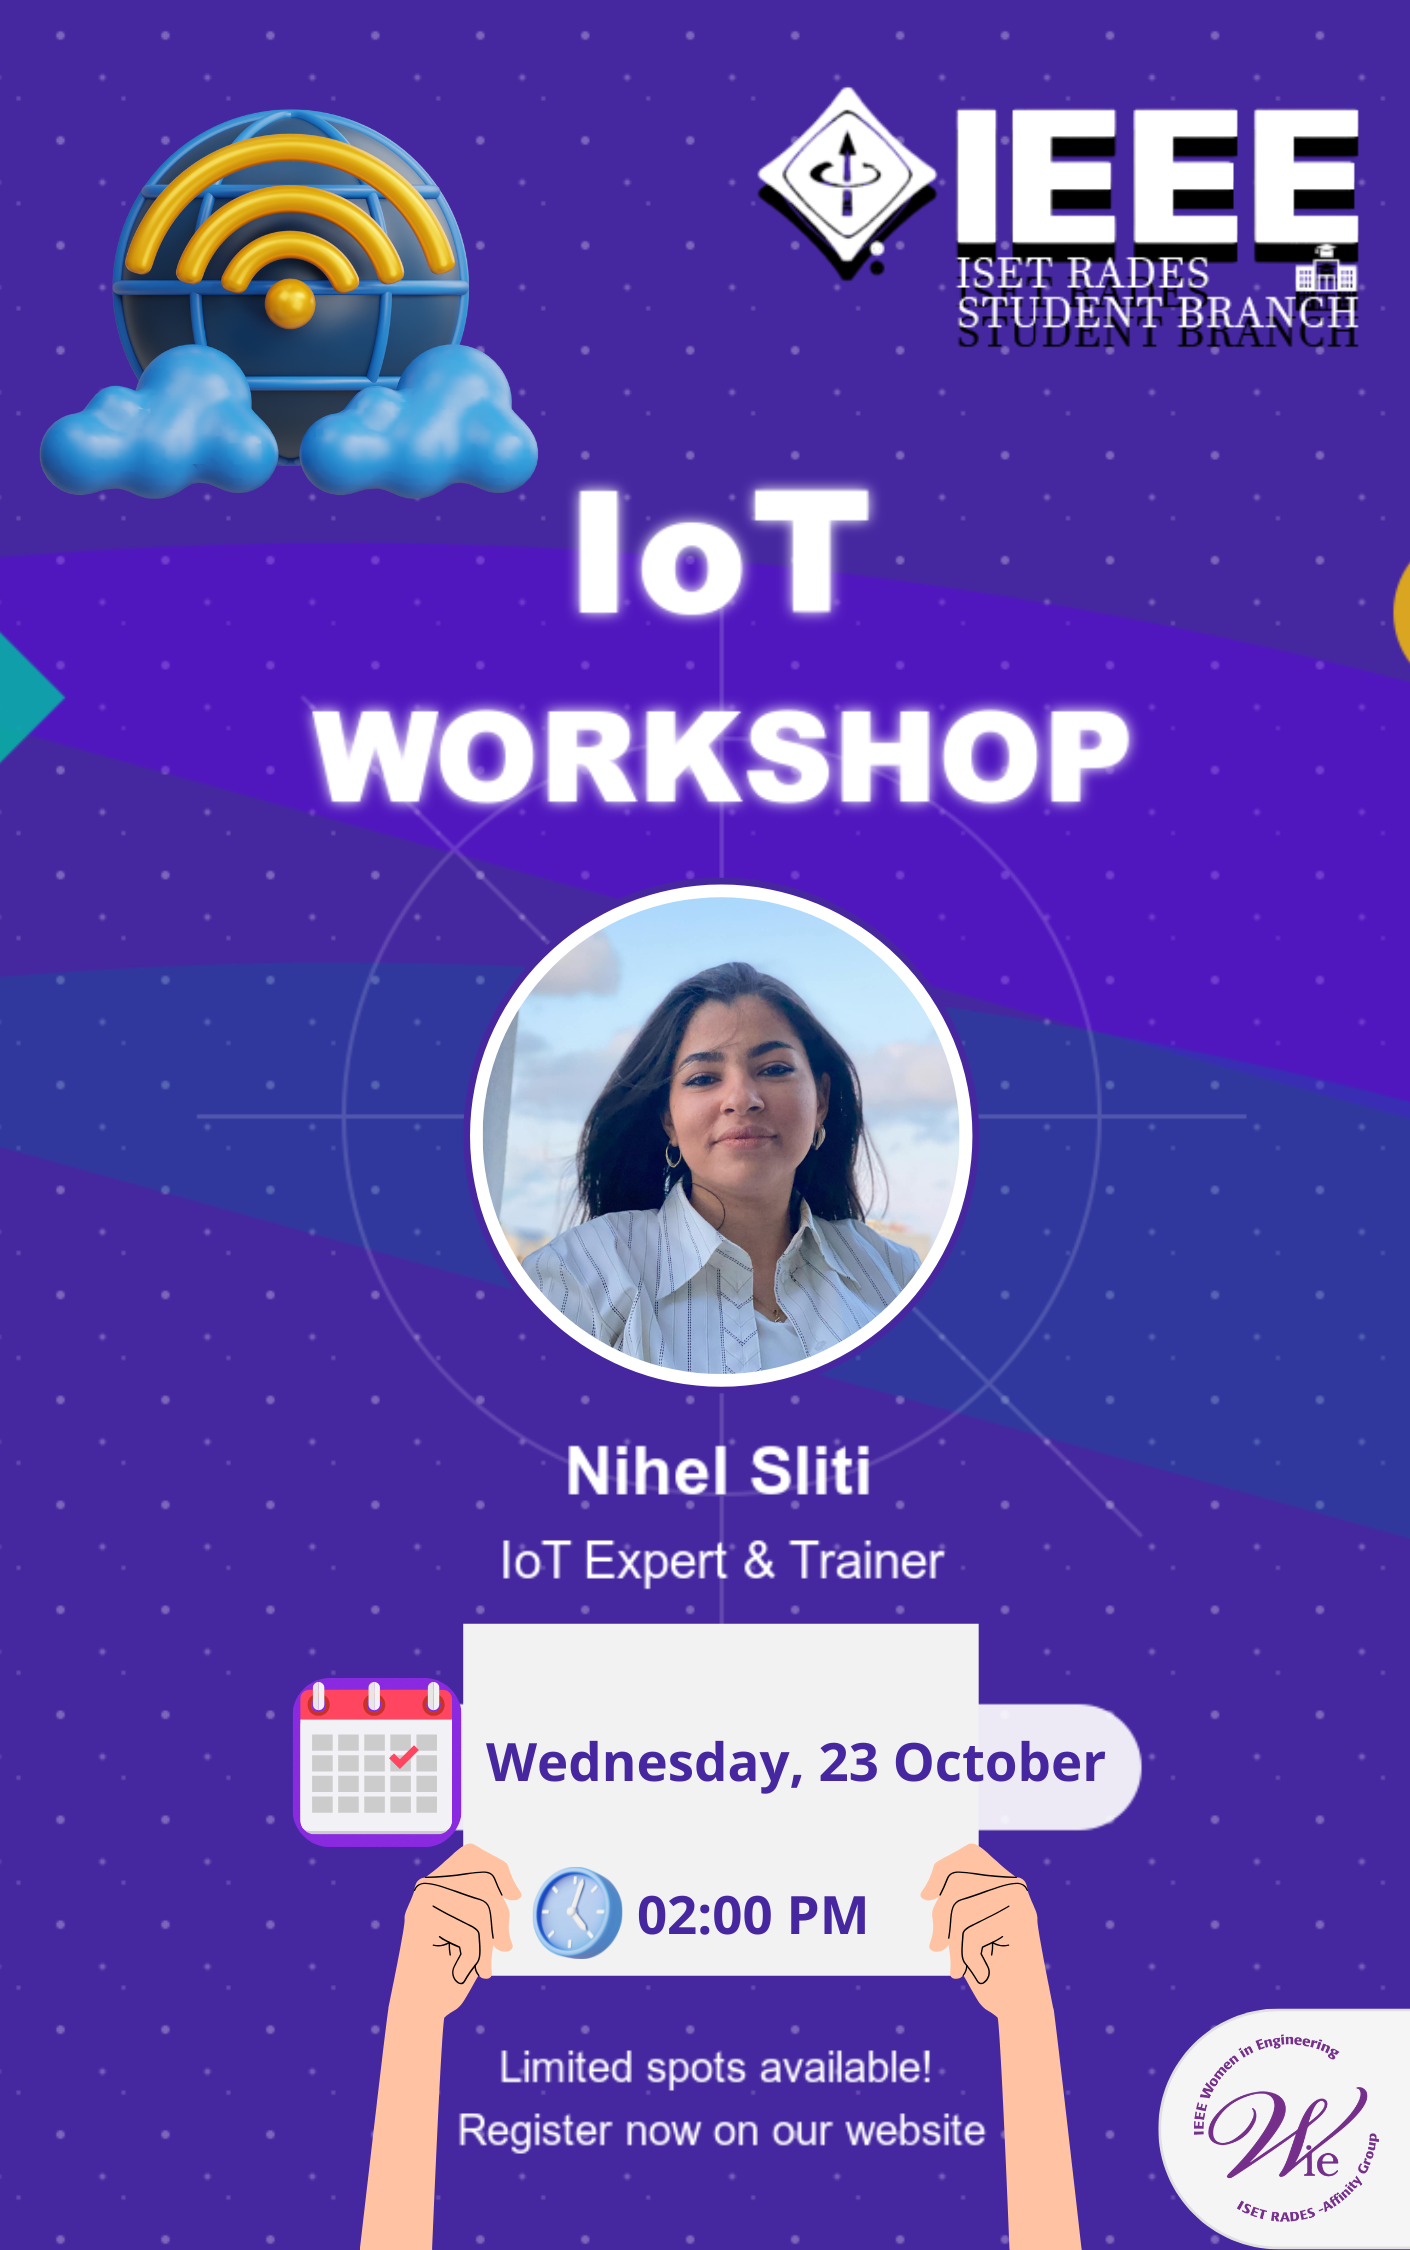 IEEE
ISET RADES
STUDENT BRANCH
IoT
WORKSHOP
Nihel Sliti
IoT Expert & Trainer
Wednesday, 23 October
02:00 PM
Limited spots available!
Register now on our website
IEEE Women in Engineering
Wie
ISET RADES -Affinity Group